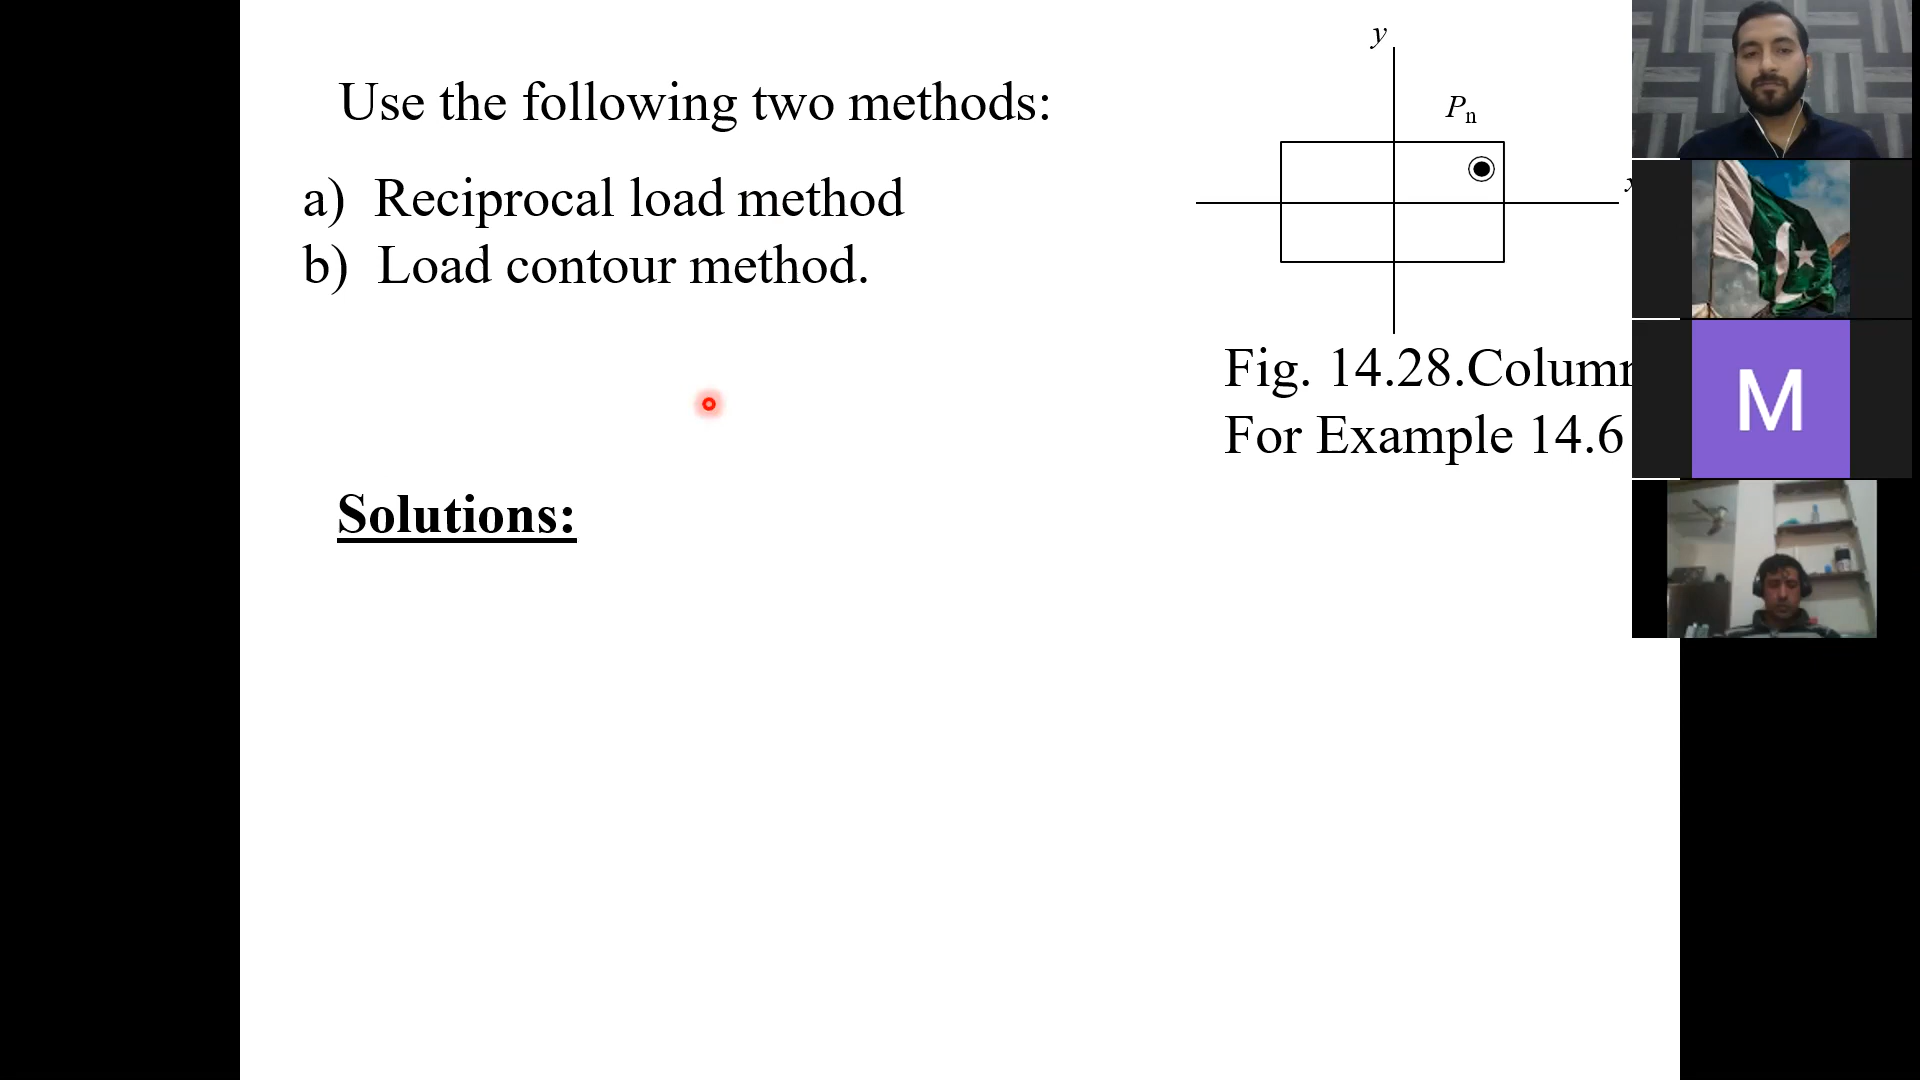 Use the following two methods:
a) Reciprocal load method
b) Load contour method.
y
Pn
x
Fig. 14.28.Column
For Example 14.6
Solutions:
M